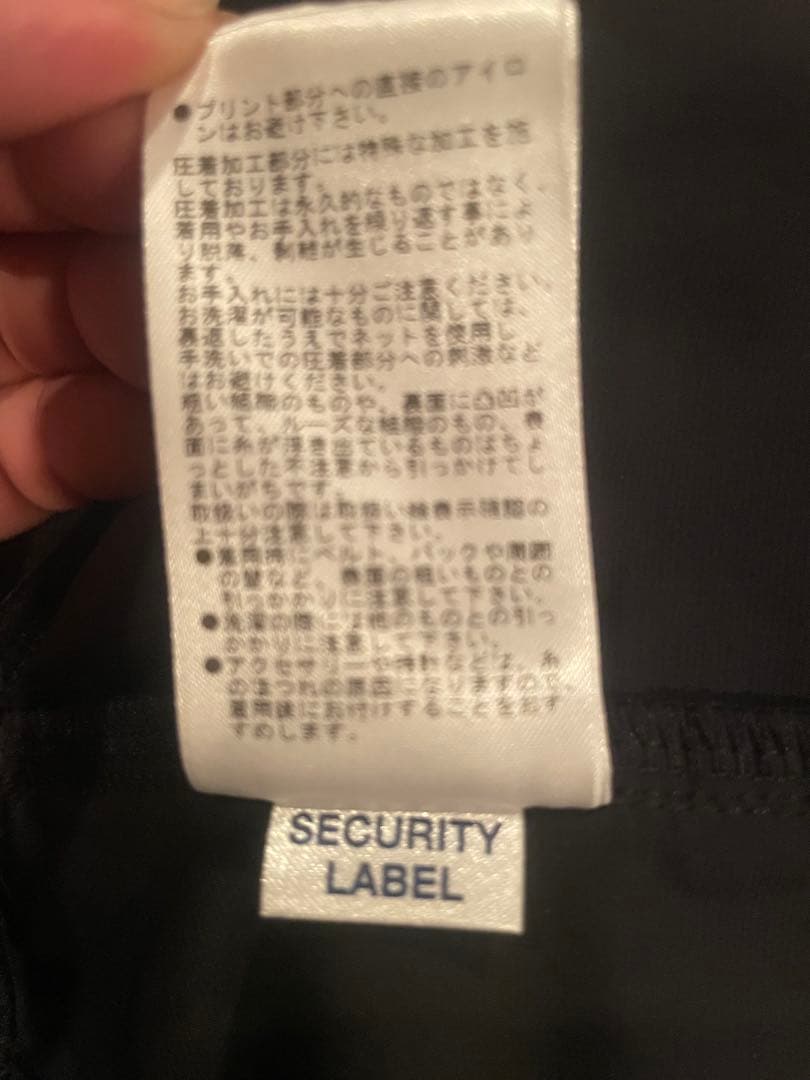 ●プリント部分への直接のアイロ
ンはお避け下さい。
圧着加工部分には特殊な加工を施
しております。
圧着加工は永久的なものではなく、
着用やお手入れを繰り返す事によ
り脱落、剥離が生じることがあり
ます。
お手入れには十分ご注意ください。
お洗濯が可能なものに関しては、
裏返したうえでネットを使用し、
手洗いでの圧着部分への刺激など
はお避けください。
粗い組織のものや、表面に凸凹が
あって、ルーズな組織のもの、表
面に糸が浮き出ているものはちょ
っとした不注意から引っかけてし
まいがちです。
取扱いの際は取扱い絵表示確認の
上十分注意して下さい。
●着用時にベルト、バックや周囲
の壁など、表面の粗いものとの
引っかかりに注意して下さい。
●洗濯の際には他のものとの引っ
かかりに注意して下さい。
●アクセサリーや時計などは、糸
のほつれの原因になりますので、
着用後にお付けすることをおす
すめします。
SECURITY
LABEL